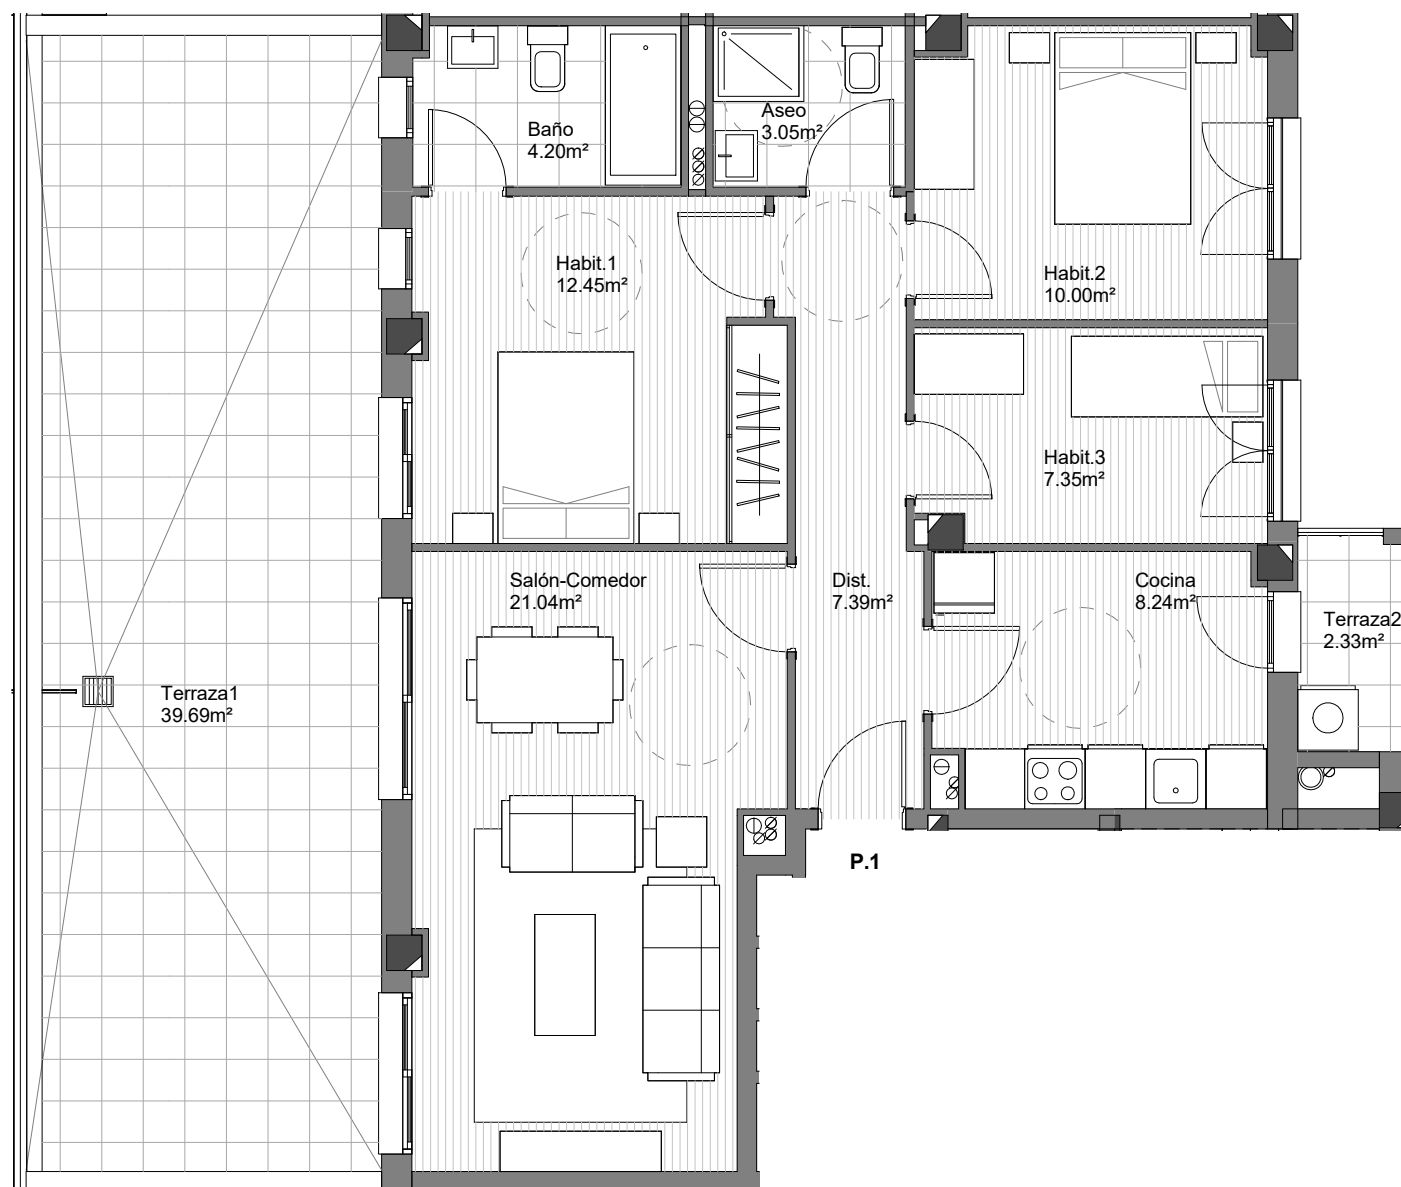 Baño
4.20m²
Aseo
3.05m²
Habit.1
12.45m²
Habit.2
10.00m²
Habit.3
7.35m²
Salón-Comedor
21.04m²
Dist.
7.39m²
Cocina
8.24m²
Terraza2
2.33m²
Terraza1
39.69m²
P.1